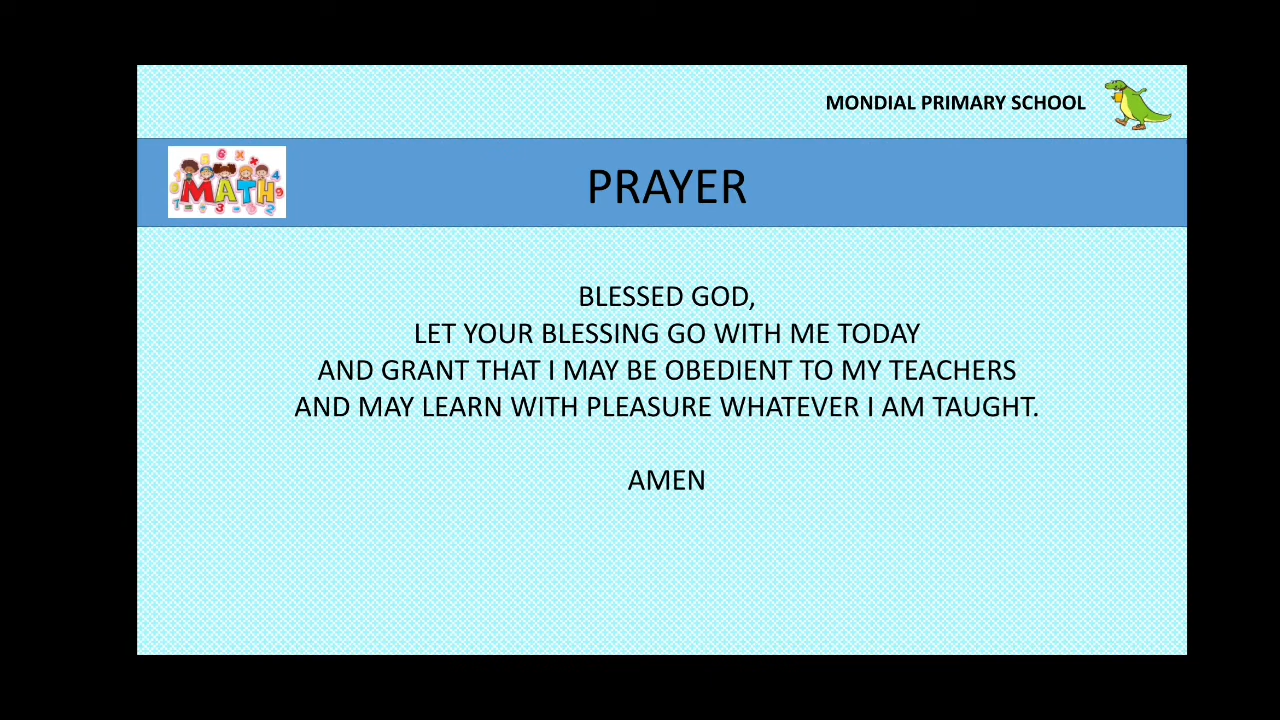 MONDIAL PRIMARY SCHOOL
MATH
PRAYER
BLESSED GOD,
LET YOUR BLESSING GO WITH ME TODAY
AND GRANT THAT I MAY BE OBEDIENT TO MY TEACHERS
AND MAY LEARN WITH PLEASURE WHATEVER I AM TAUGHT.
AMEN